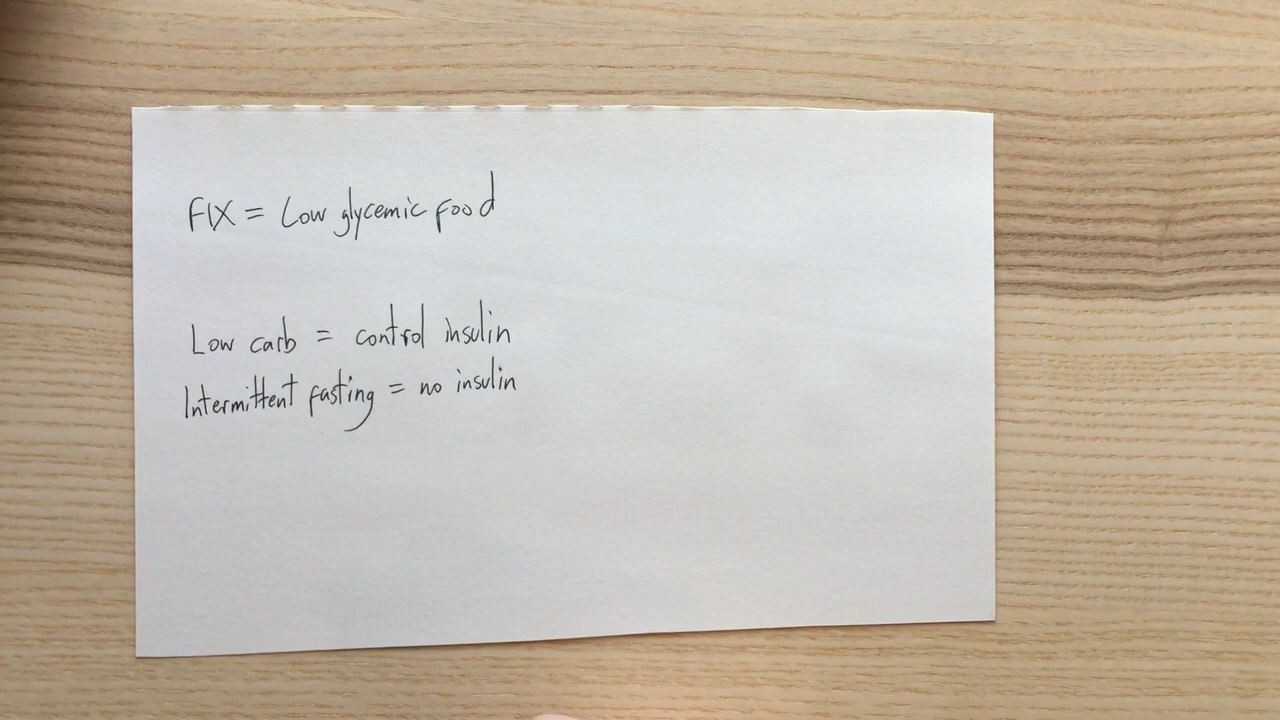 FIX = Low glycemic food
Low carb = control insulin
Intermittent fasting = no insulin